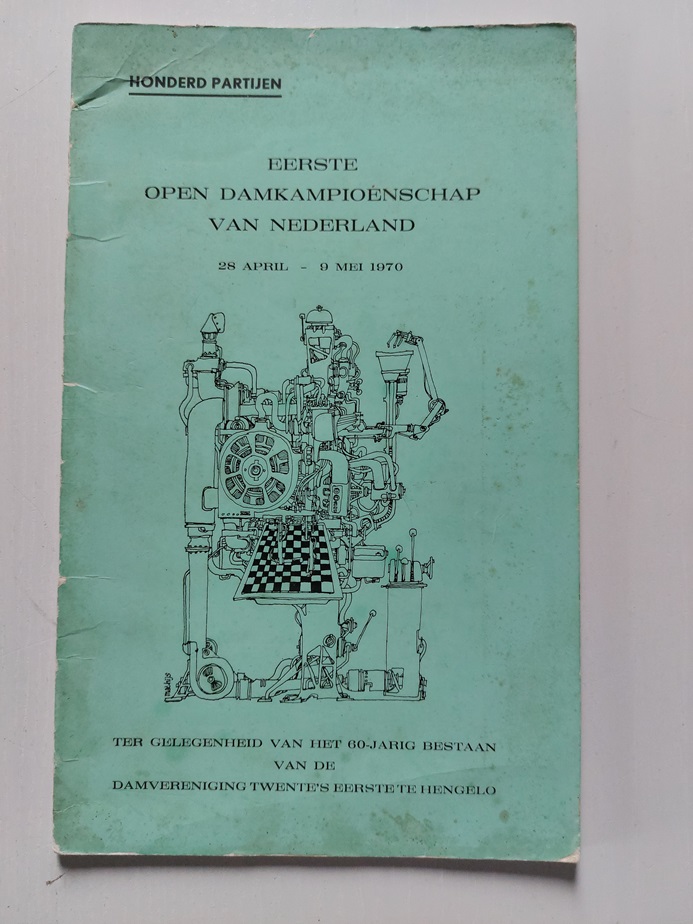 HONDERD PARTIJEN
EERSTE
OPEN DAMKAMPIOËNSCHAP
VAN NEDERLAND
28 APRIL - 9 MEI 1970
TER GELEGENHEID VAN HET 60-JARIG BESTAAN
VAN DE
DAMVERENIGING TWENTE'S EERSTE TE HENGELO